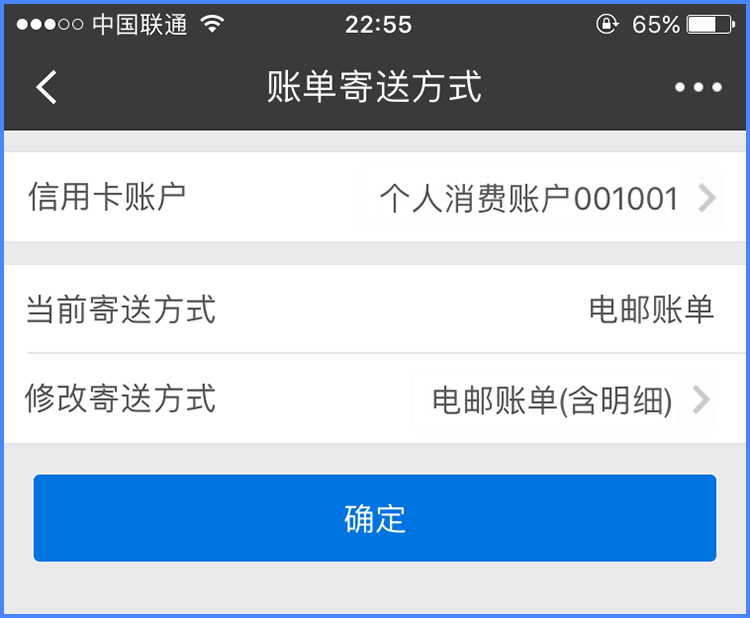 中国联通 22:55 65%
账单寄送方式
信用卡账户 个人消费账户001001
当前寄送方式 电邮账单
修改寄送方式 电邮账单(含明细)
确定